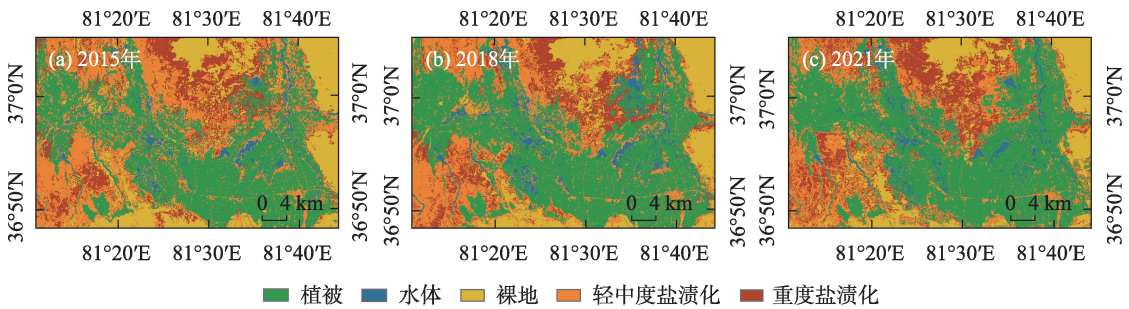 81°20′E 81°30′E 81°40′E 81°20′E 81°30′E 81°40′E 81°20′E 81°30′E 81°40′E
(a) 2015年 (b) 2018年 (c) 2021年
37°0′N 37°0′N 37°0′N 37°0′N
36°50′N 36°50′N 36°50′N 36°50′N
0 4 km 0 4 km 0 4 km
81°20′E 81°30′E 81°40′E 81°20′E 81°30′E 81°40′E 81°20′E 81°30′E 81°40′E
植被 水体 裸地 轻中度盐渍化 重度盐渍化